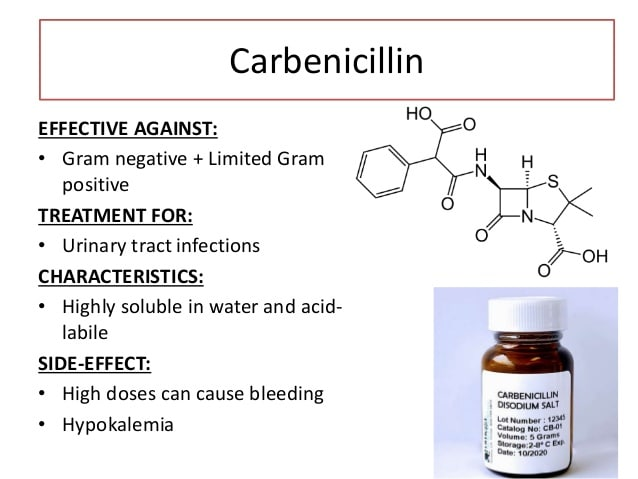 Carbenicillin
EFFECTIVE AGAINST:
• Gram negative + Limited Gram
positive
TREATMENT FOR:
• Urinary tract infections
CHARACTERISTICS:
• Highly soluble in water and acid-
labile
SIDE-EFFECT:
• High doses can cause bleeding
• Hypokalemia
HO
O
H
N
H
S
O
N
O
OH
O
CARBENICILLIN
DISODIUM SALT
Lot Number : 12345
Catalog No: CB-01
Volume: 5 Grams
Storage:2-8° C Exp.
Date: 10/2020